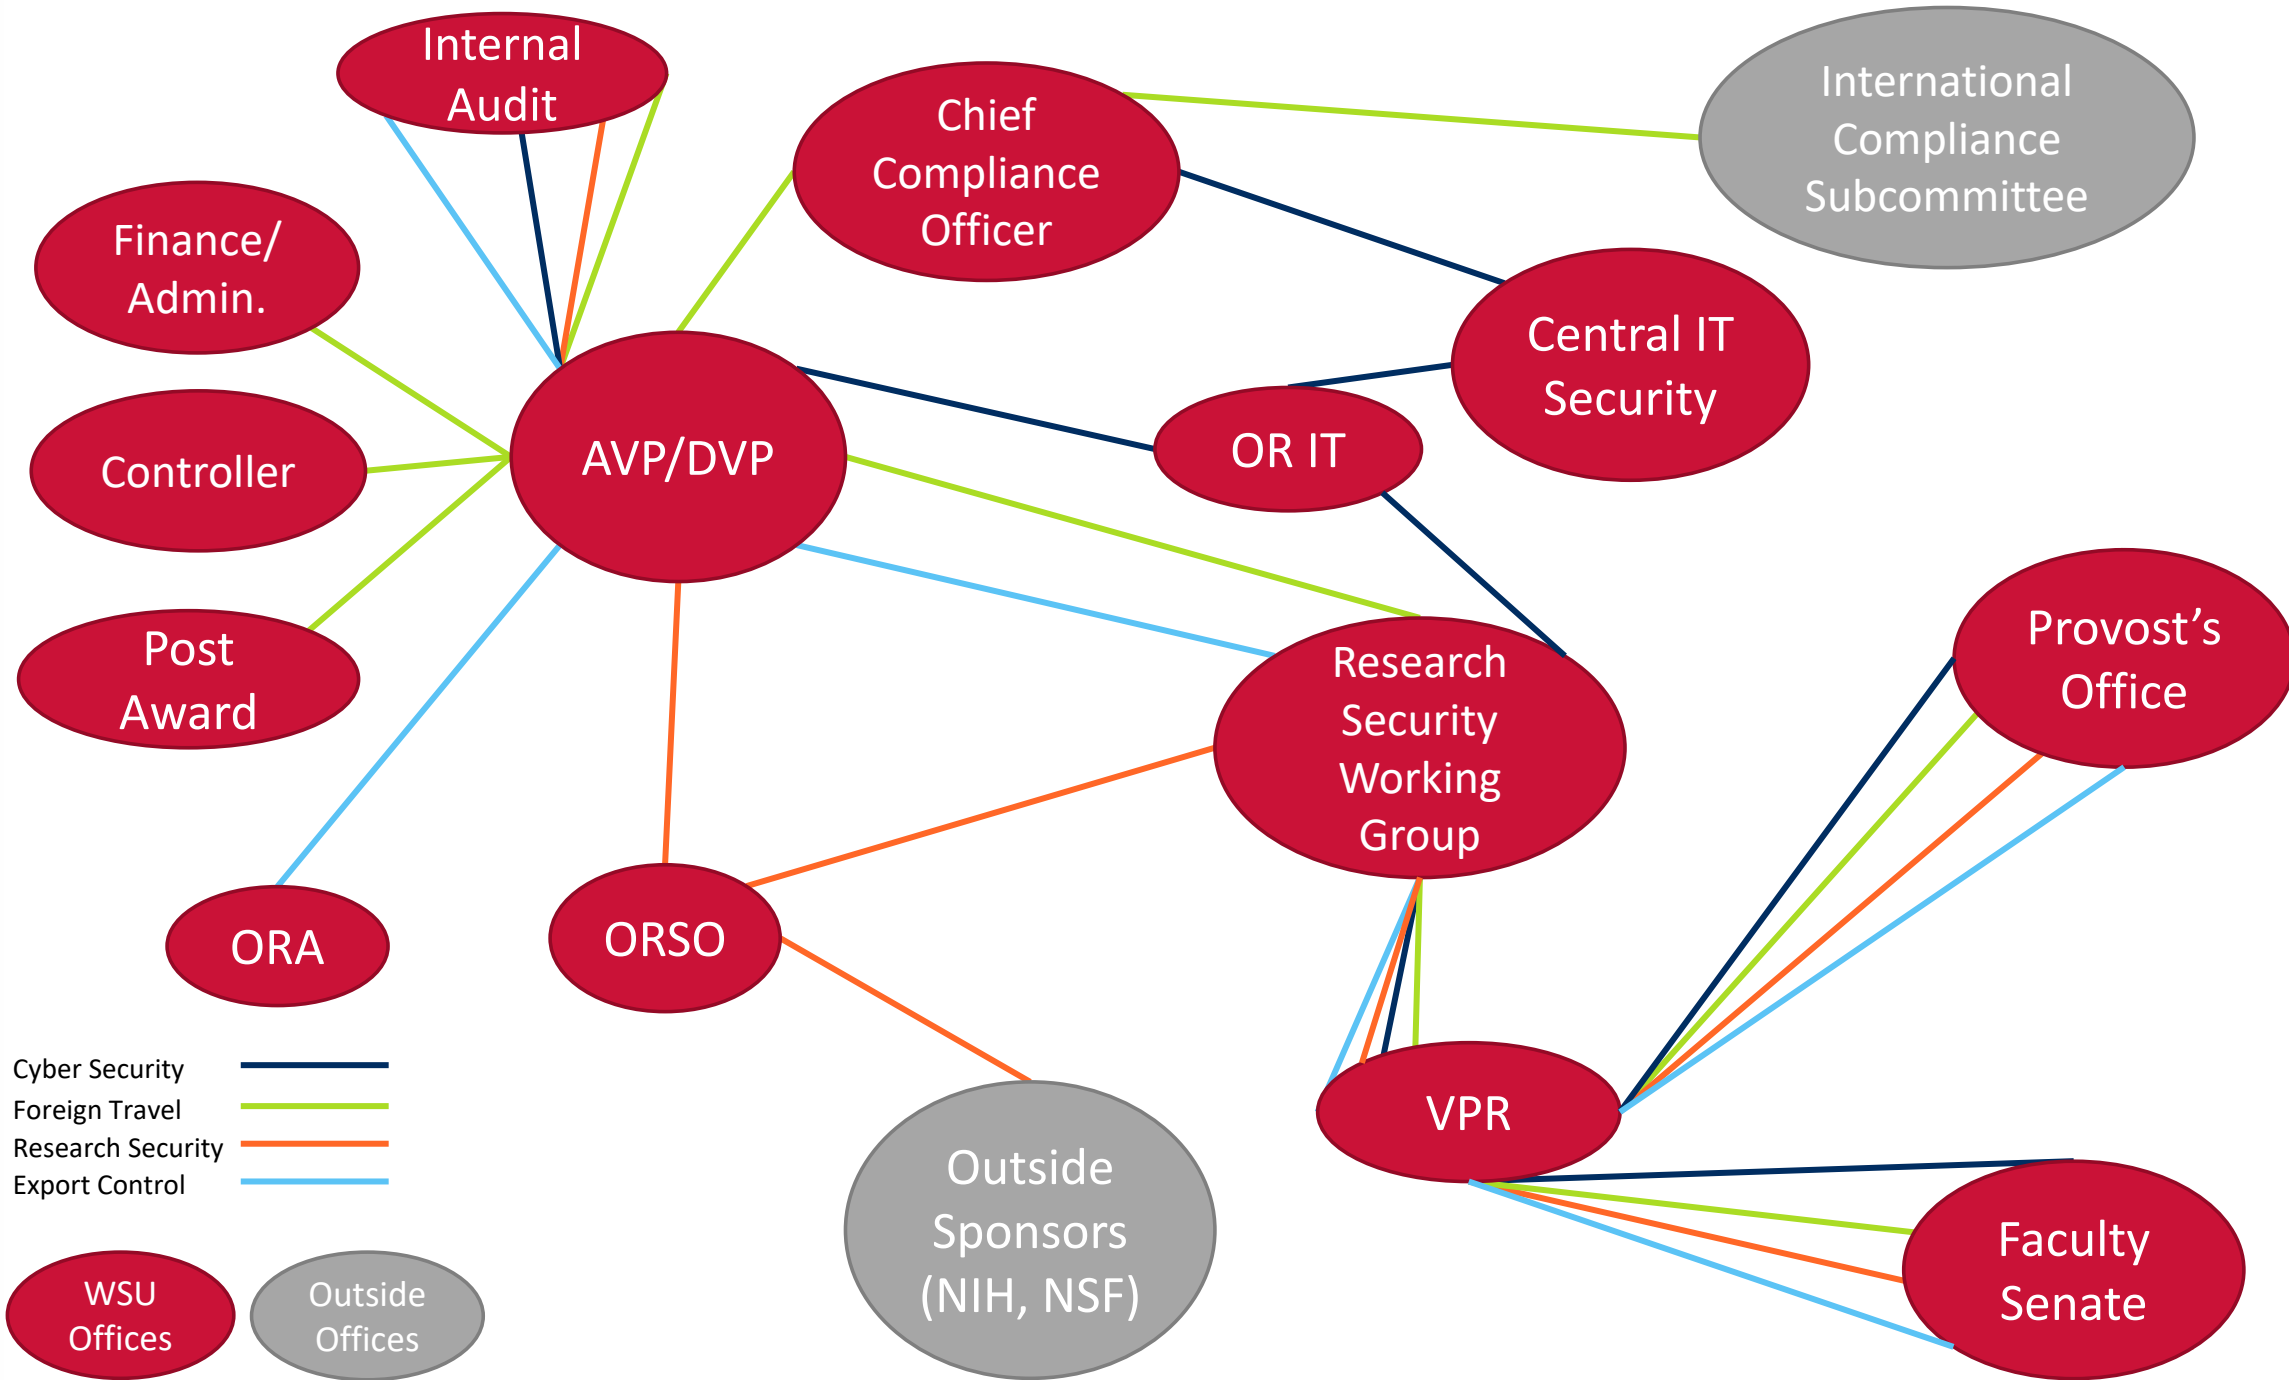 Internal
Audit
Chief
Compliance
Officer
International
Compliance
Subcommittee
Finance/
Admin.
Central IT
Security
Controller
AVP/DVP
OR IT
Post
Award
Research
Security
Working
Group
Provost’s
Office
ORA
ORSO
Cyber Security
Foreign Travel
Research Security
Export Control
VPR
Outside
Sponsors
(NIH, NSF)
Faculty
Senate
WSU
Offices
Outside
Offices